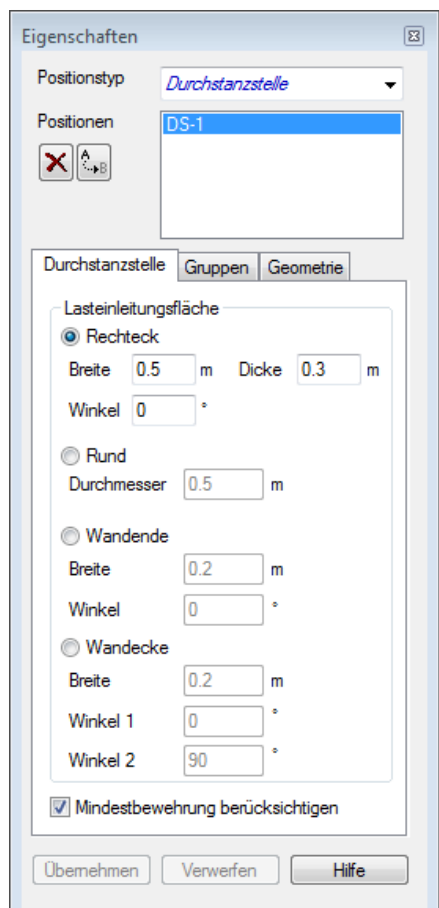 Eigenschaften
Positionstyp Durchstanzstelle
Positionen DS-1
A B
Durchstanzstelle Gruppen Geometrie
Lasteinleitungsfläche
Rechteck
Breite 0.5 m Dicke 0.3 m
Winkel 0 °
Rund
Durchmesser 0.5 m
Wandende
Breite 0.2 m
Winkel 0 °
Wandecke
Breite 0.2 m
Winkel 1 0 °
Winkel 2 90 °
Mindestbewehrung berücksichtigen
Übernehmen Verwerfen Hilfe